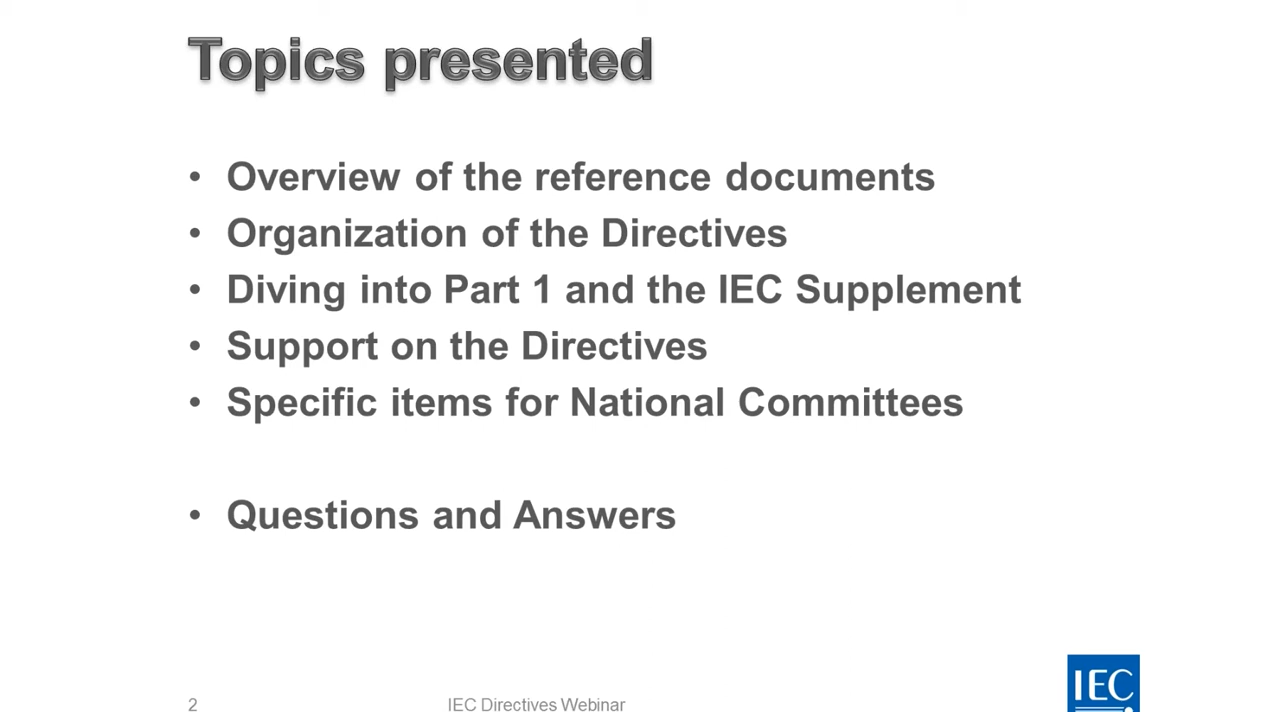 Topics presented
• Overview of the reference documents
• Organization of the Directives
• Diving into Part 1 and the IEC Supplement
• Support on the Directives
• Specific items for National Committees
• Questions and Answers
2
IEC Directives Webinar
IEC